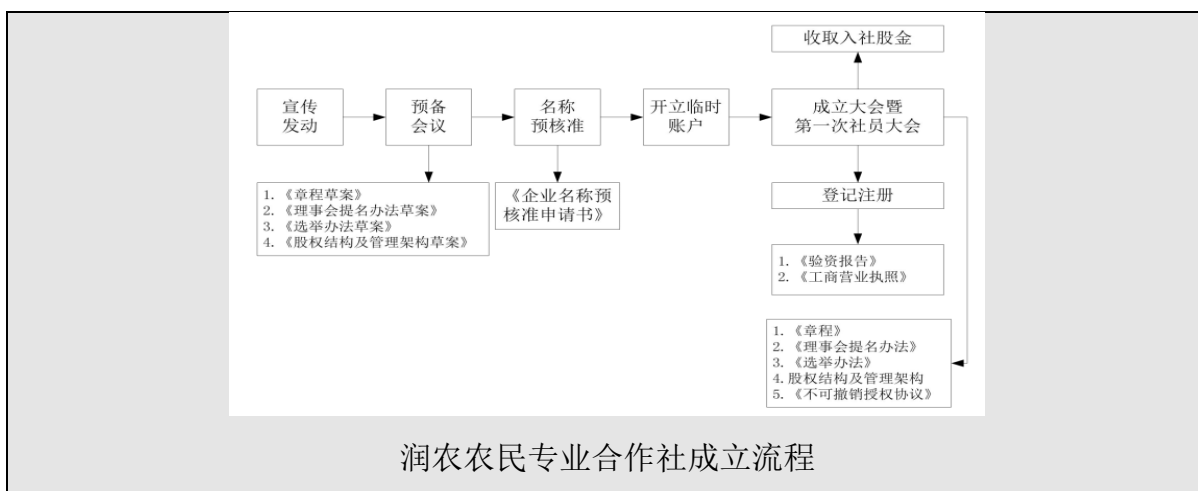 收取入社股金
宣传
发动
预备
会议
名称
预核准
开立临时
账户
成立大会暨
第一次社员大会
1.《章程草案》
2.《理事会提名办法草案》
3.《选举办法草案》
4.《股权结构及管理架构草案》
《企业名称预
核准申请书》
登记注册
1.《验资报告》
2.《工商营业执照》
1.《章程》
2.《理事会提名办法》
3.《选举办法》
4.股权结构及管理架构
5.《不可撤销授权协议》
润农农民专业合作社成立流程